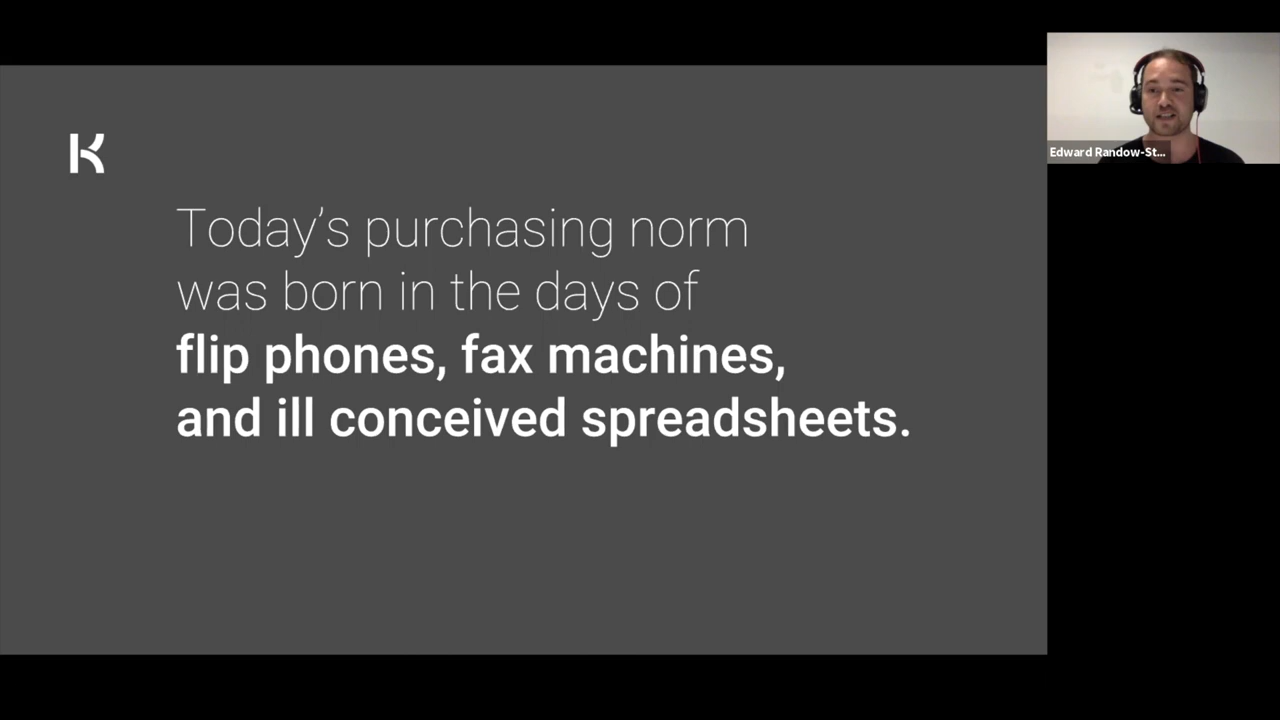 K
Today’s purchasing norm
was born in the days of
flip phones, fax machines,
and ill conceived spreadsheets.
Edward Randow-St...